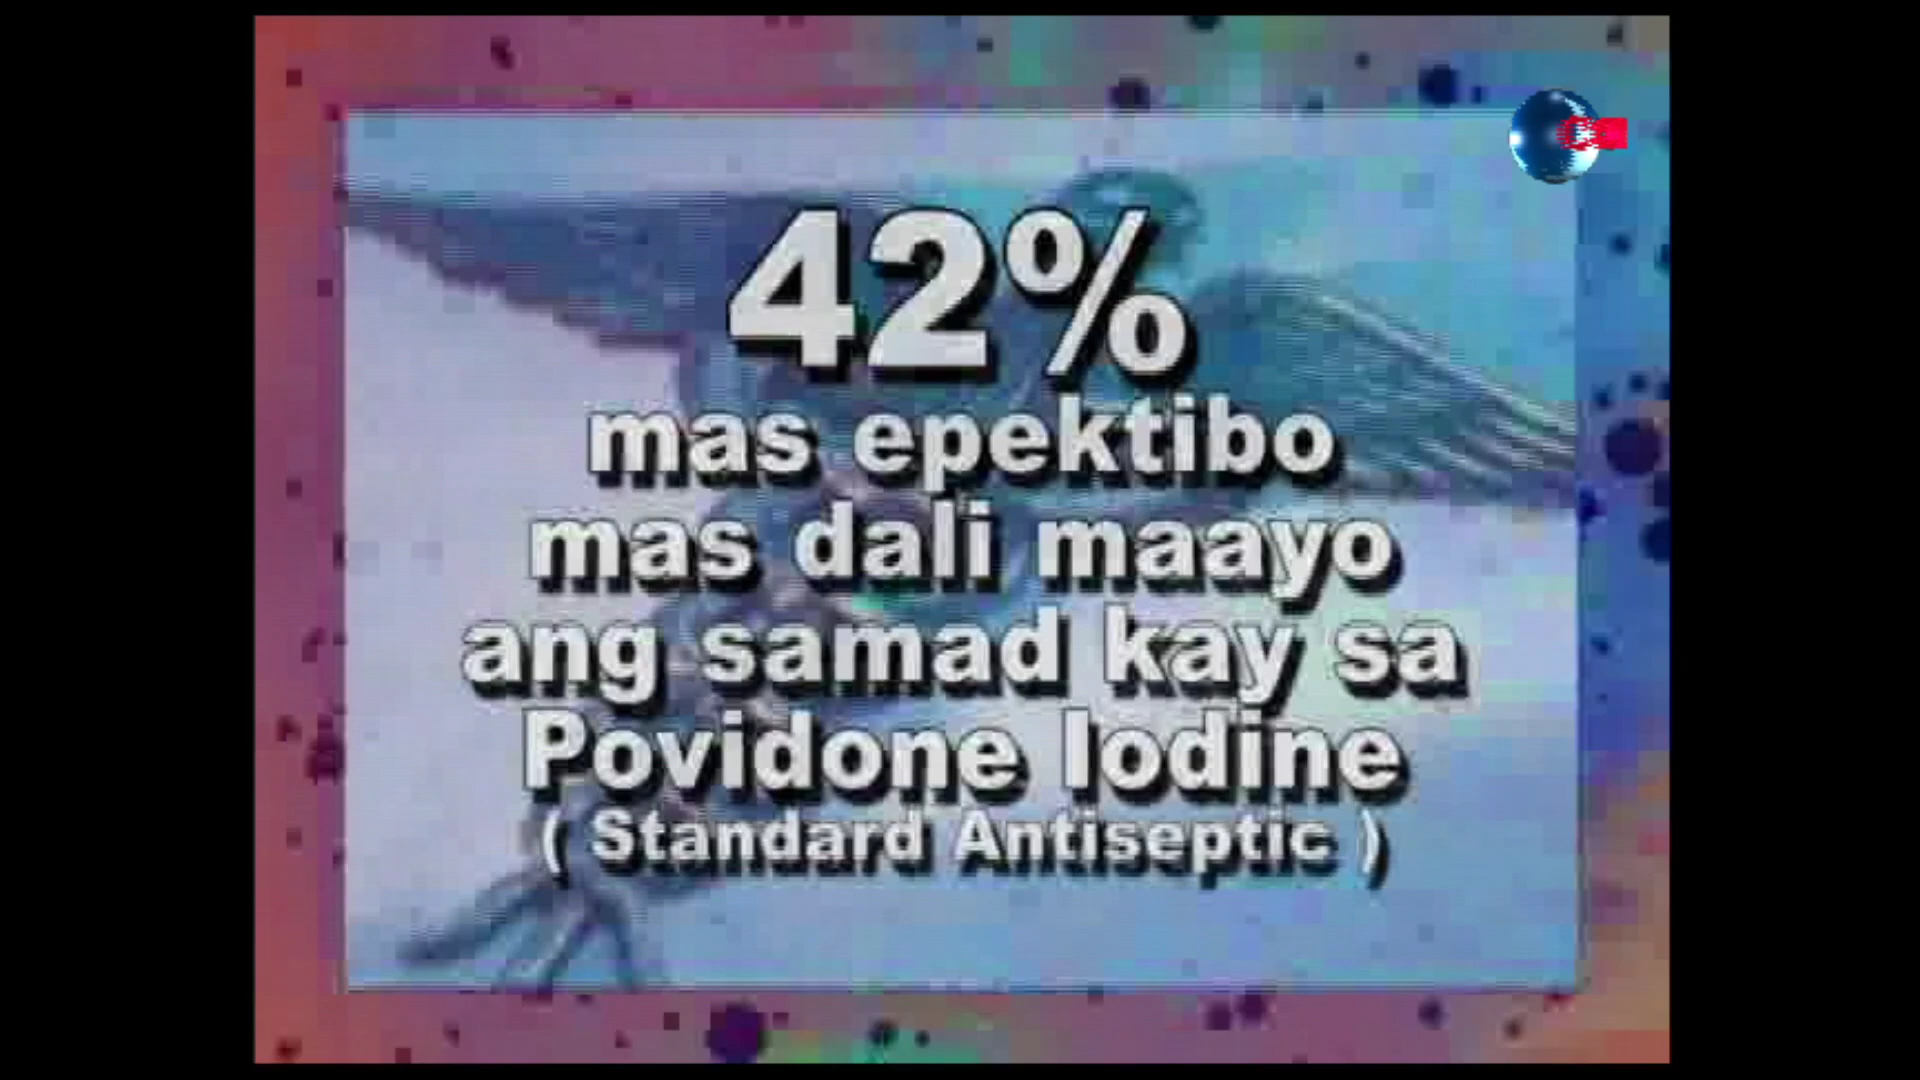 42%
mas epektibo
mas dali maayo
ang samad kay sa
Povidone Iodine
( Standard Antiseptic )